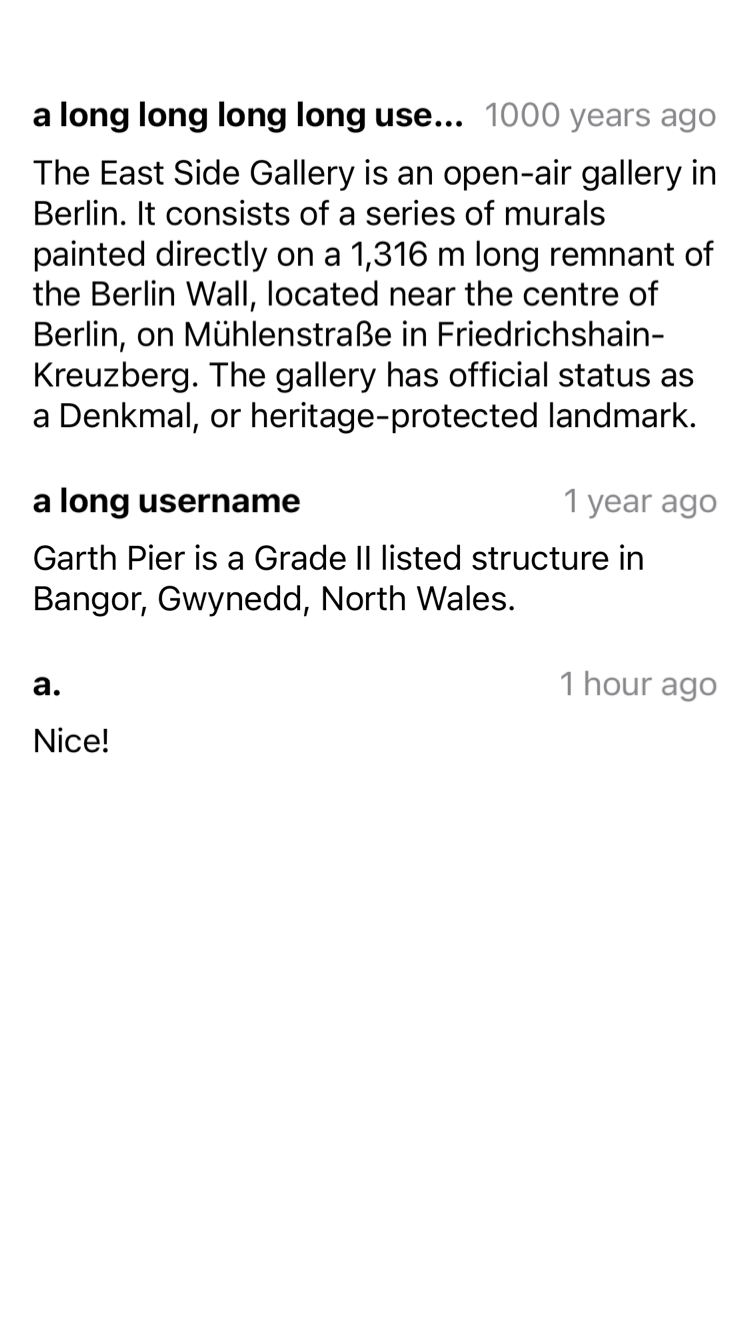 a long long long long use... 1000 years ago
The East Side Gallery is an open-air gallery in
Berlin. It consists of a series of murals
painted directly on a 1,316 m long remnant of
the Berlin Wall, located near the centre of
Berlin, on Mühlenstraße in Friedrichshain-
Kreuzberg. The gallery has official status as
a Denkmal, or heritage-protected landmark.
a long username 1 year ago
Garth Pier is a Grade II listed structure in
Bangor, Gwynedd, North Wales.
a. 1 hour ago
Nice!